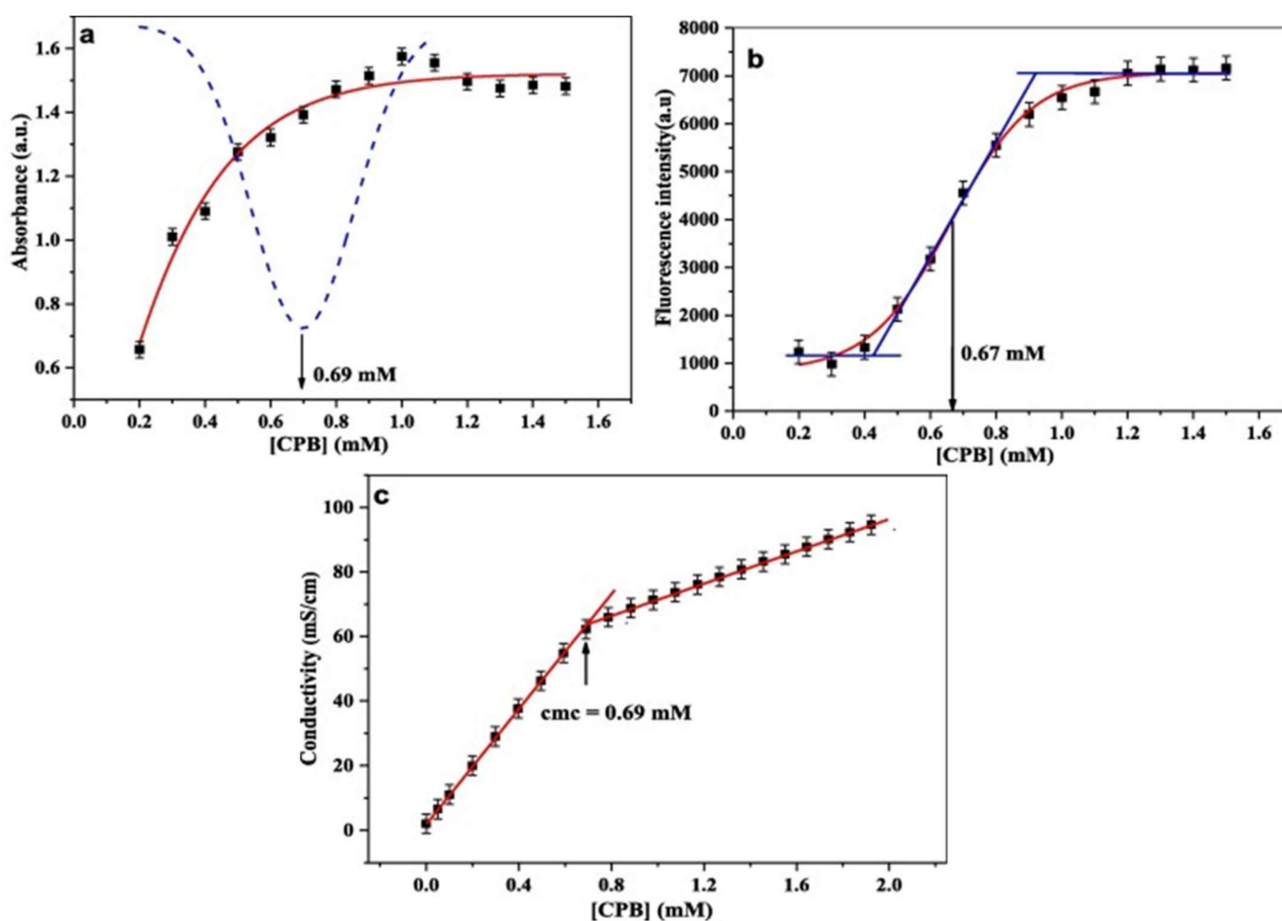 a
Absorbance (a.u.)
1.6
1.4
1.2
1.0
0.8
0.6
0.69 mM
0.0 0.2 0.4 0.6 0.8 1.0 1.2 1.4 1.6
[CPB] (mM)
b
Fluorescence intensity(a.u)
8000
7000
6000
5000
4000
3000
2000
1000
0
0.67 mM
0.0 0.2 0.4 0.6 0.8 1.0 1.2 1.4 1.6
[CPB] (mM)
c
Conductivity (mS/cm)
100
80
60
40
20
0
cmc = 0.69 mM
0.0 0.4 0.8 1.2 1.6 2.0
[CPB] (mM)